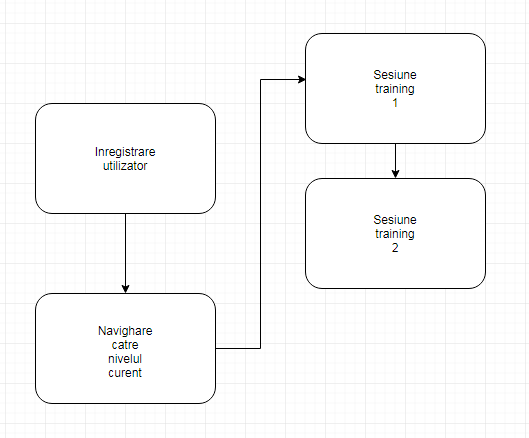 Inregistrare
utilizator
Navighare
catre
nivelul
curent
Sesiune
training
1
Sesiune
training
2